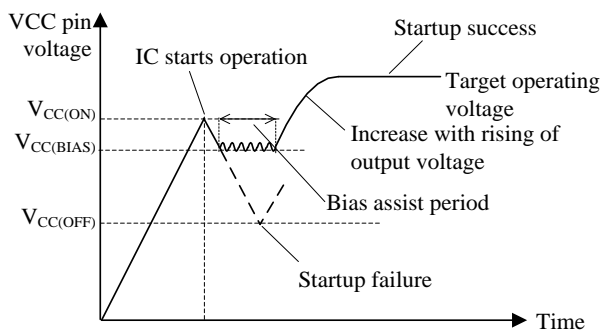 VCC pin
voltage
Startup success
IC starts operation
Target operating
voltage
VCC(ON)
Increase with rising of
output voltage
VCC(BIAS)
Bias assist period
VCC(OFF)
Startup failure
Time